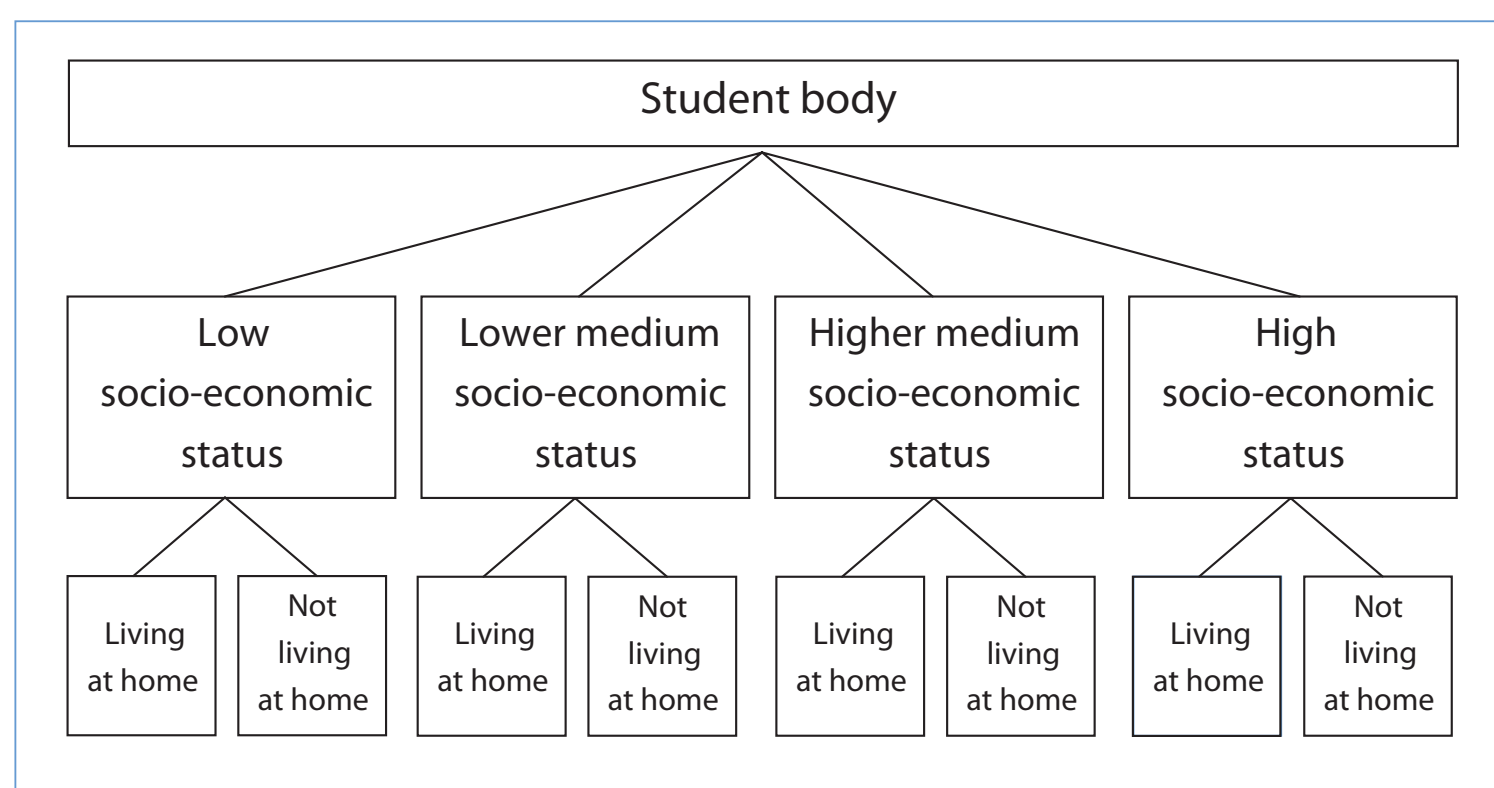 Student body
Low
socio-economic
status
Lower medium
socio-economic
status
Higher medium
socio-economic
status
High
socio-economic
status
Living
at home
Not
living
at home
Living
at home
Not
living
at home
Living
at home
Not
living
at home
Living
at home
Not
living
at home